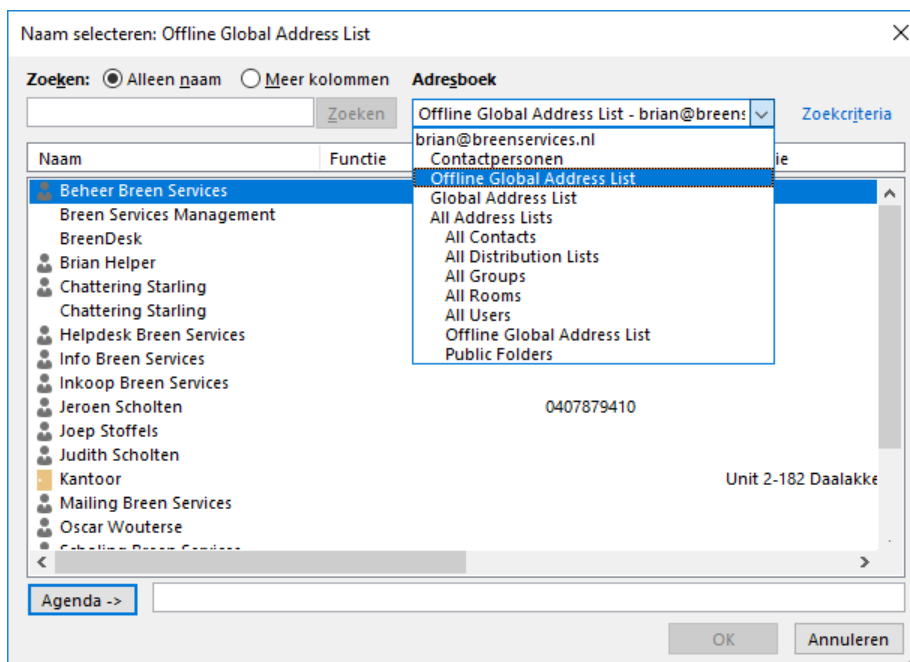 Naam selecteren: Offline Global Address List
Zoeken: Alleen naam Meer kolommen Adresboek
Zoeken Offline Global Address List - brian@breens Zoekcriteria
brian@breenservices.nl
Contactpersonen
Offline Global Address List
Global Address List
All Address Lists
All Contacts
All Distribution Lists
All Groups
All Rooms
All Users
Offline Global Address List
Public Folders
Naam Functie ie
Beheer Breen Services
Breen Services Management
BreenDesk
Brian Helper
Chattering Starling
Chattering Starling
Helpdesk Breen Services
Info Breen Services
Inkoop Breen Services
Jeroen Scholten 0407879410
Joep Stoffels
Judith Scholten
Kantoor Unit 2-182 Daalakke
Mailing Breen Services
Oscar Wouterse
Agenda ->
OK Annuleren